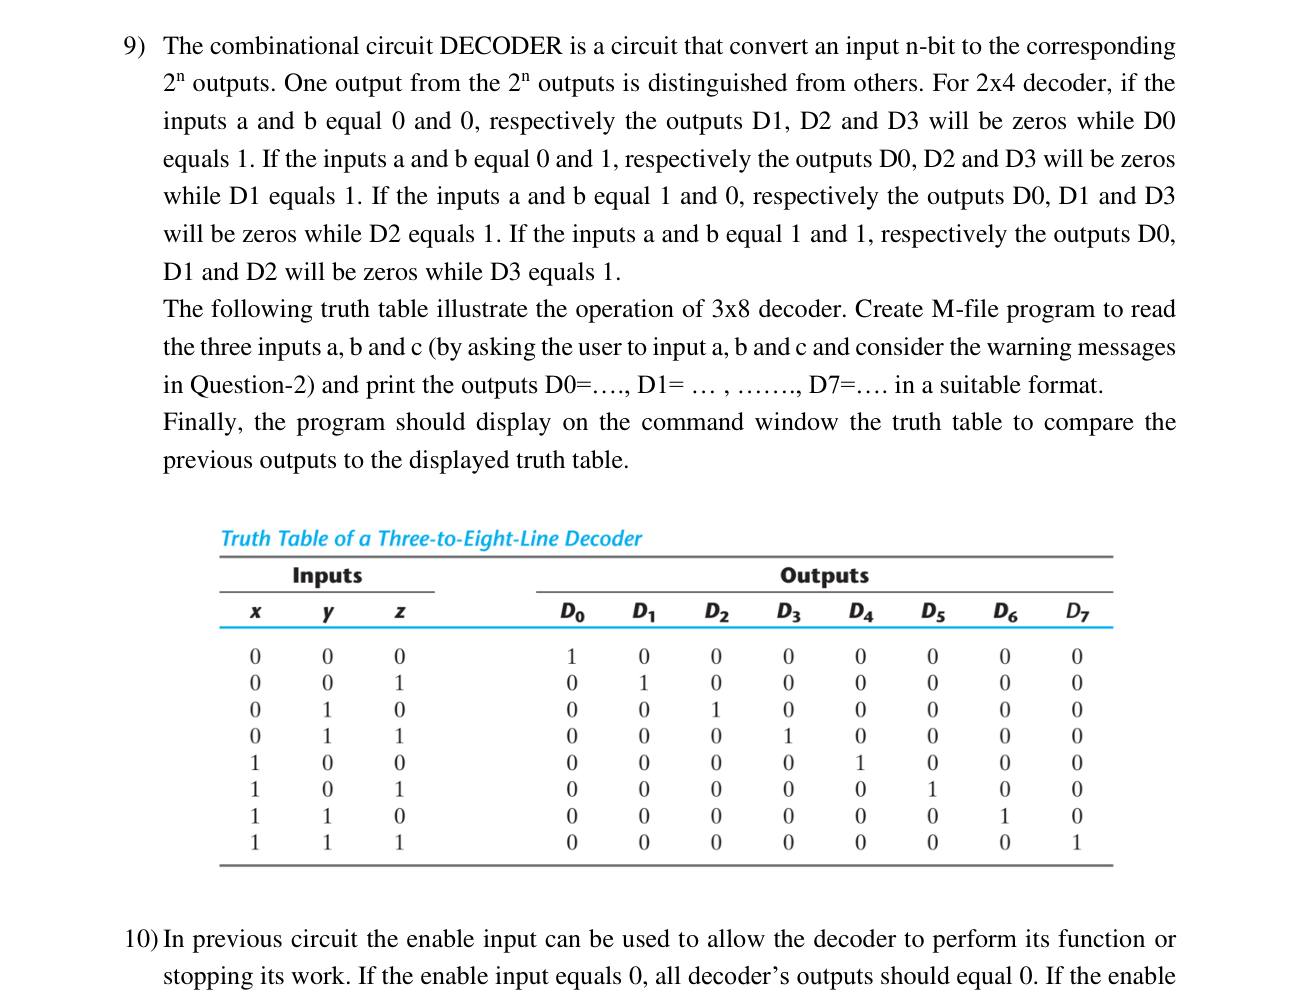 9) The combinational circuit DECODER is a circuit that convert an input n-bit to the corresponding
2ⁿ outputs. One output from the 2ⁿ outputs is distinguished from others. For 2x4 decoder, if the
inputs a and b equal 0 and 0, respectively the outputs D1, D2 and D3 will be zeros while D0
equals 1. If the inputs a and b equal 0 and 1, respectively the outputs D0, D2 and D3 will be zeros
while D1 equals 1. If the inputs a and b equal 1 and 0, respectively the outputs D0, D1 and D3
will be zeros while D2 equals 1. If the inputs a and b equal 1 and 1, respectively the outputs D0,
D1 and D2 will be zeros while D3 equals 1.
The following truth table illustrate the operation of 3x8 decoder. Create M-file program to read
the three inputs a, b and c (by asking the user to input a, b and c and consider the warning messages
in Question-2) and print the outputs D0=...., D1= ... , ......., D7=.... in a suitable format.
Finally, the program should display on the command window the truth table to compare the
previous outputs to the displayed truth table.
Truth Table of a Three-to-Eight-Line Decoder
Inputs Outputs
x y z D₀ D₁ D₂ D₃ D₄ D₅ D₆ D₇
0 0 0 1 0 0 0 0 0 0 0
0 0 1 0 1 0 0 0 0 0 0
0 1 0 0 0 1 0 0 0 0 0
0 1 1 0 0 0 1 0 0 0 0
1 0 0 0 0 0 0 1 0 0 0
1 0 1 0 0 0 0 0 1 0 0
1 1 0 0 0 0 0 0 0 1 0
1 1 1 0 0 0 0 0 0 0 1
10) In previous circuit the enable input can be used to allow the decoder to perform its function or
stopping its work. If the enable input equals 0, all decoder's outputs should equal 0. If the enable